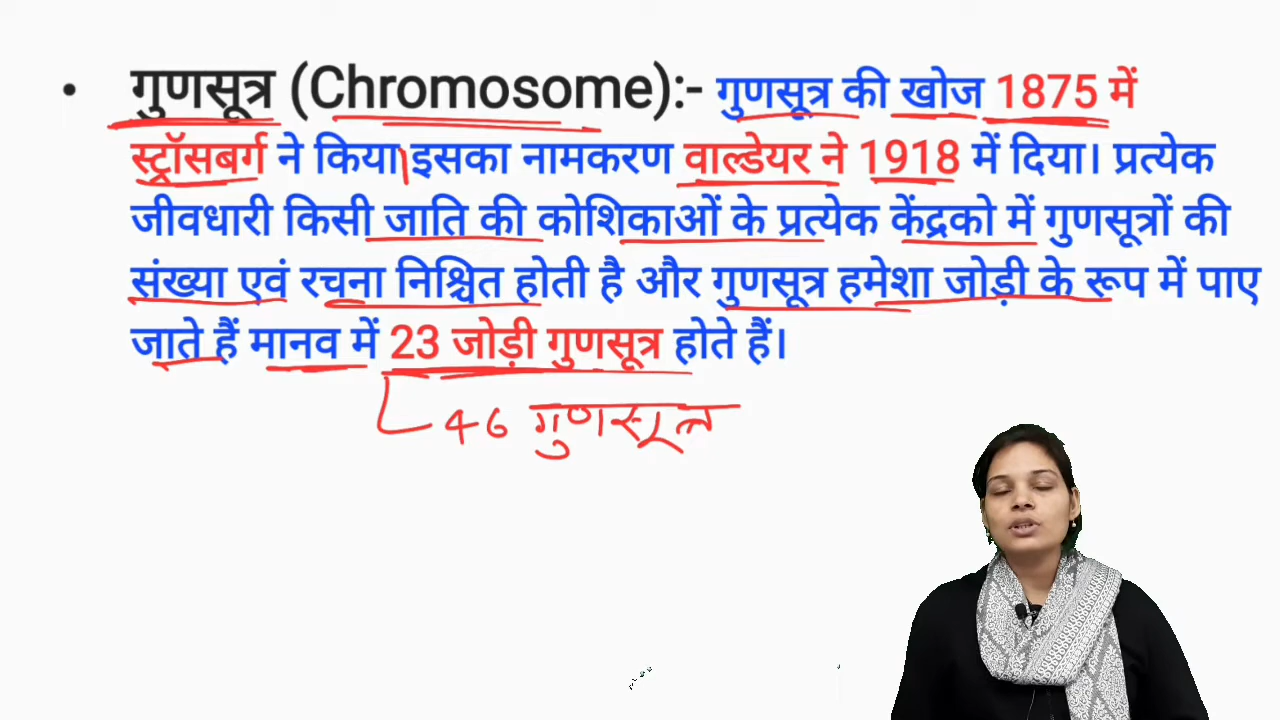 • गुणसूत्र (Chromosome):- गुणसूत्र की खोज 1875 में
स्ट्रॉसबर्ग ने किया।इसका नामकरण वाल्डेयर ने 1918 में दिया। प्रत्येक
जीवधारी किसी जाति की कोशिकाओं के प्रत्येक केंद्रको में गुणसूत्रों की
संख्या एवं रचना निश्चित होती है और गुणसूत्र हमेशा जोड़ी के रूप में पाए
जाते हैं मानव में 23 जोड़ी गुणसूत्र होते हैं।
46 गुणसूत्र